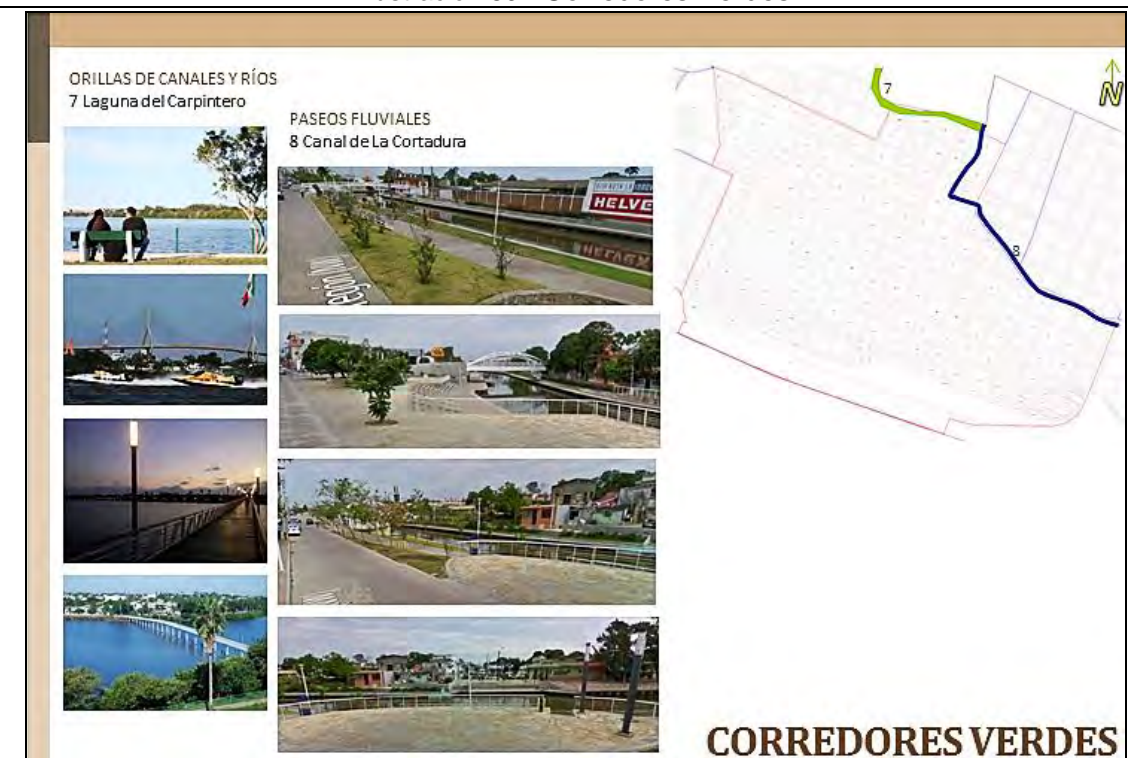 ORILLAS DE CANALES Y RÍOS
7 Laguna del Carpintero
PASEOS FLUVIALES
8 Canal de La Cortadura
HELVE
7
N
8
CORREDORES VERDES